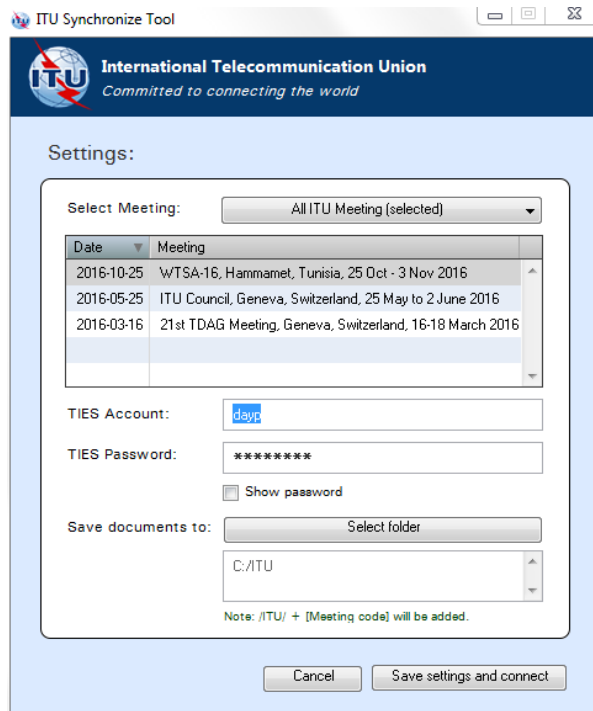 ITU Synchronize Tool
ITU
International Telecommunication Union
Committed to connecting the world
Settings:
Select Meeting: All ITU Meeting (selected)
Date Meeting
2016-10-25 WTSA-16, Hammamet, Tunisia, 25 Oct - 3 Nov 2016
2016-05-25 ITU Council, Geneva, Switzerland, 25 May to 2 June 2016
2016-03-16 21st TDAG Meeting, Geneva, Switzerland, 16-18 March 2016
TIES Account: dayp
TIES Password: ********
Show password
Save documents to: Select folder
C:/ITU
Note: /ITU/ + [Meeting code] will be added.
Cancel Save settings and connect